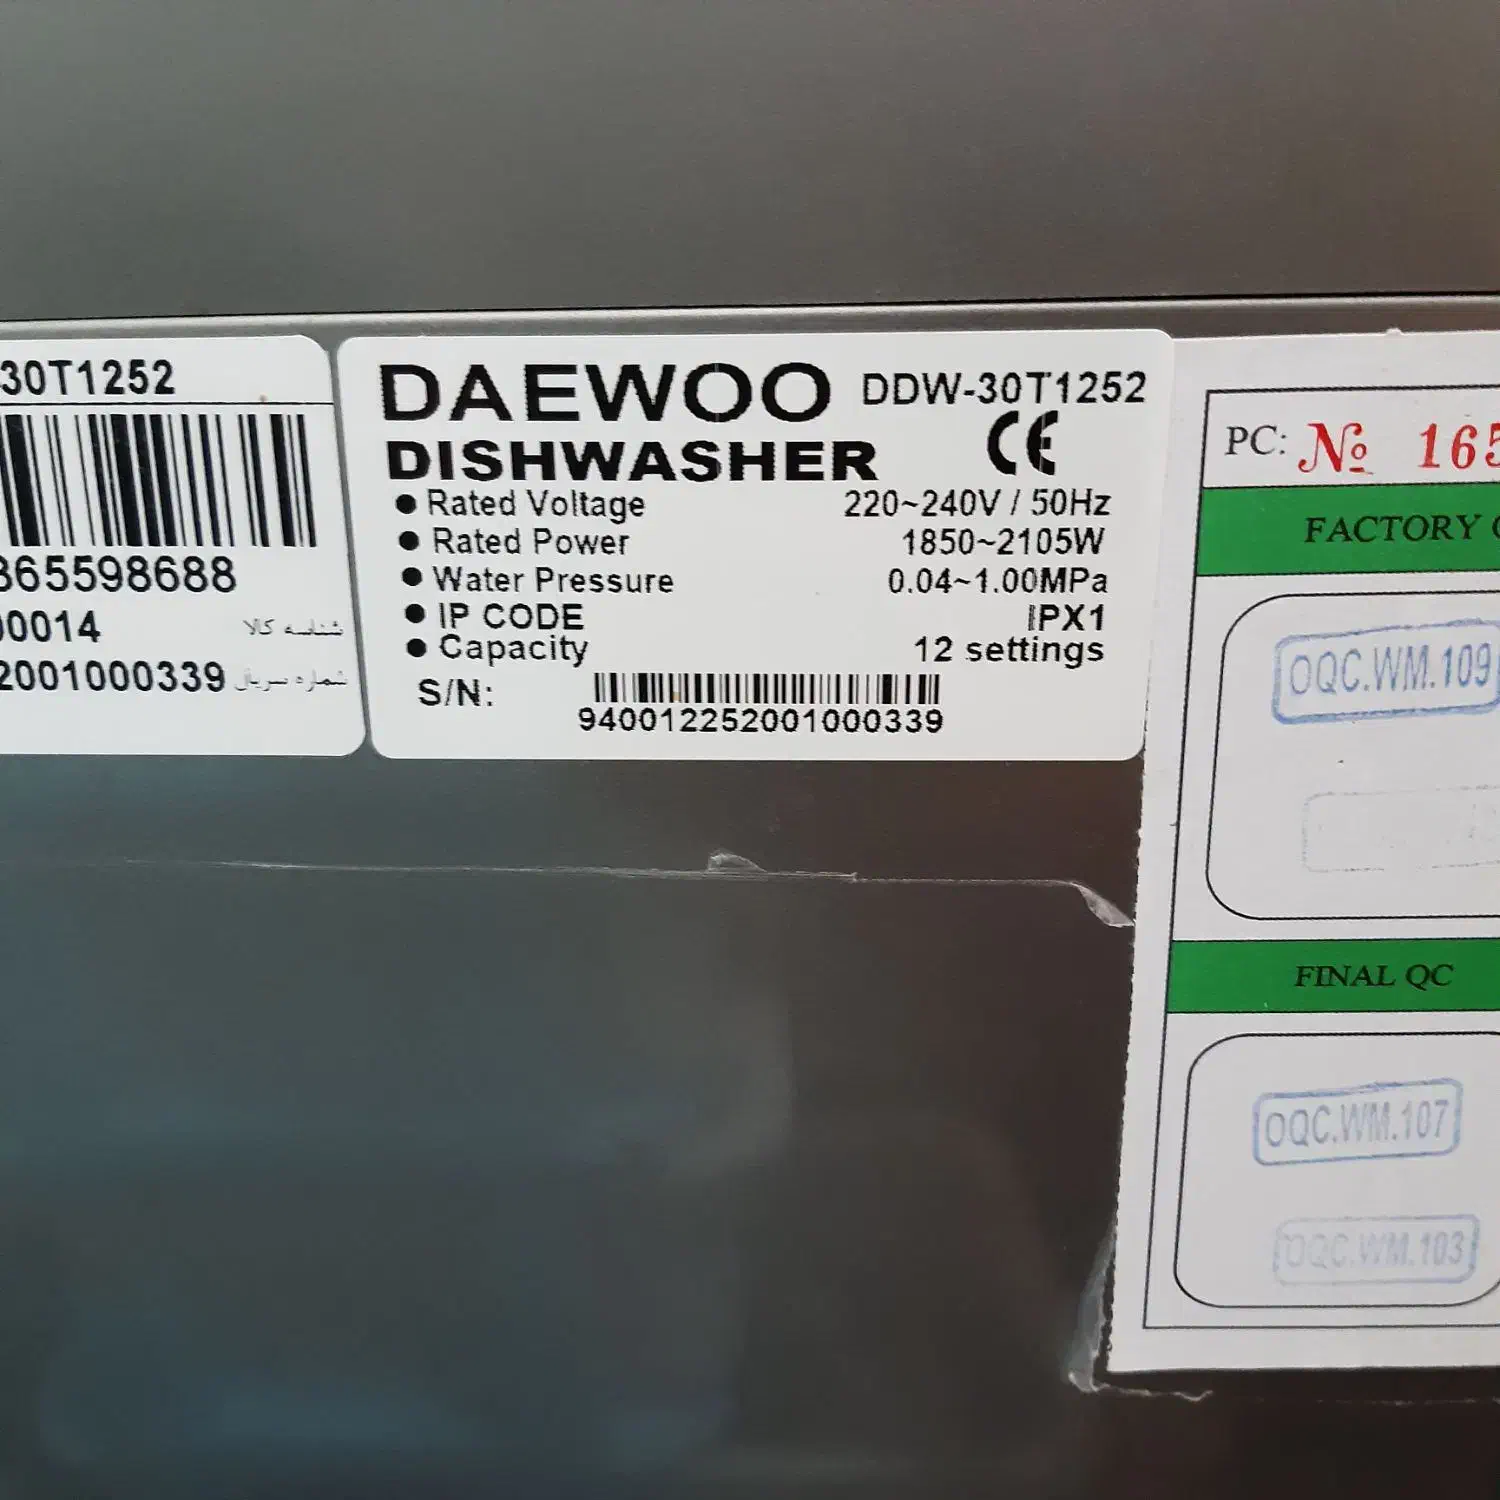 30T1252
865598688
00014 شناسه کالا
2001000339 شماره سریال
DAEWOO DDW-30T1252
DISHWASHER CE
● Rated Voltage 220~240V / 50Hz
● Rated Power 1850~2105W
● Water Pressure 0.04~1.00MPa
● IP CODE IPX1
● Capacity 12 settings
S/N:
940012252001000339
PC: № 165
FACTORY
OQC.WM.109
FINAL QC
OQC.WM.107
OQC.WM.103